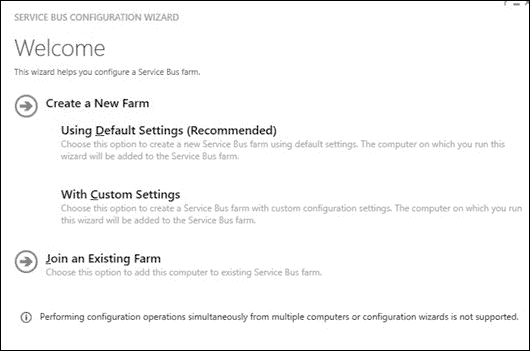 SERVICE BUS CONFIGURATION WIZARD
Welcome
This wizard helps you configure a Service Bus farm.
Create a New Farm
Using Default Settings (Recommended)
Choose this option to create a new Service Bus farm using default settings. The computer on which you run this
wizard will be added to the Service Bus farm.
With Custom Settings
Choose this option to create a Service Bus farm with custom configuration settings. The computer on which you run
this wizard will be added to the Service Bus farm.
Join an Existing Farm
Choose this option to add this computer to existing Service Bus farm.
Performing configuration operations simultaneously from multiple computers or configuration wizards is not supported.